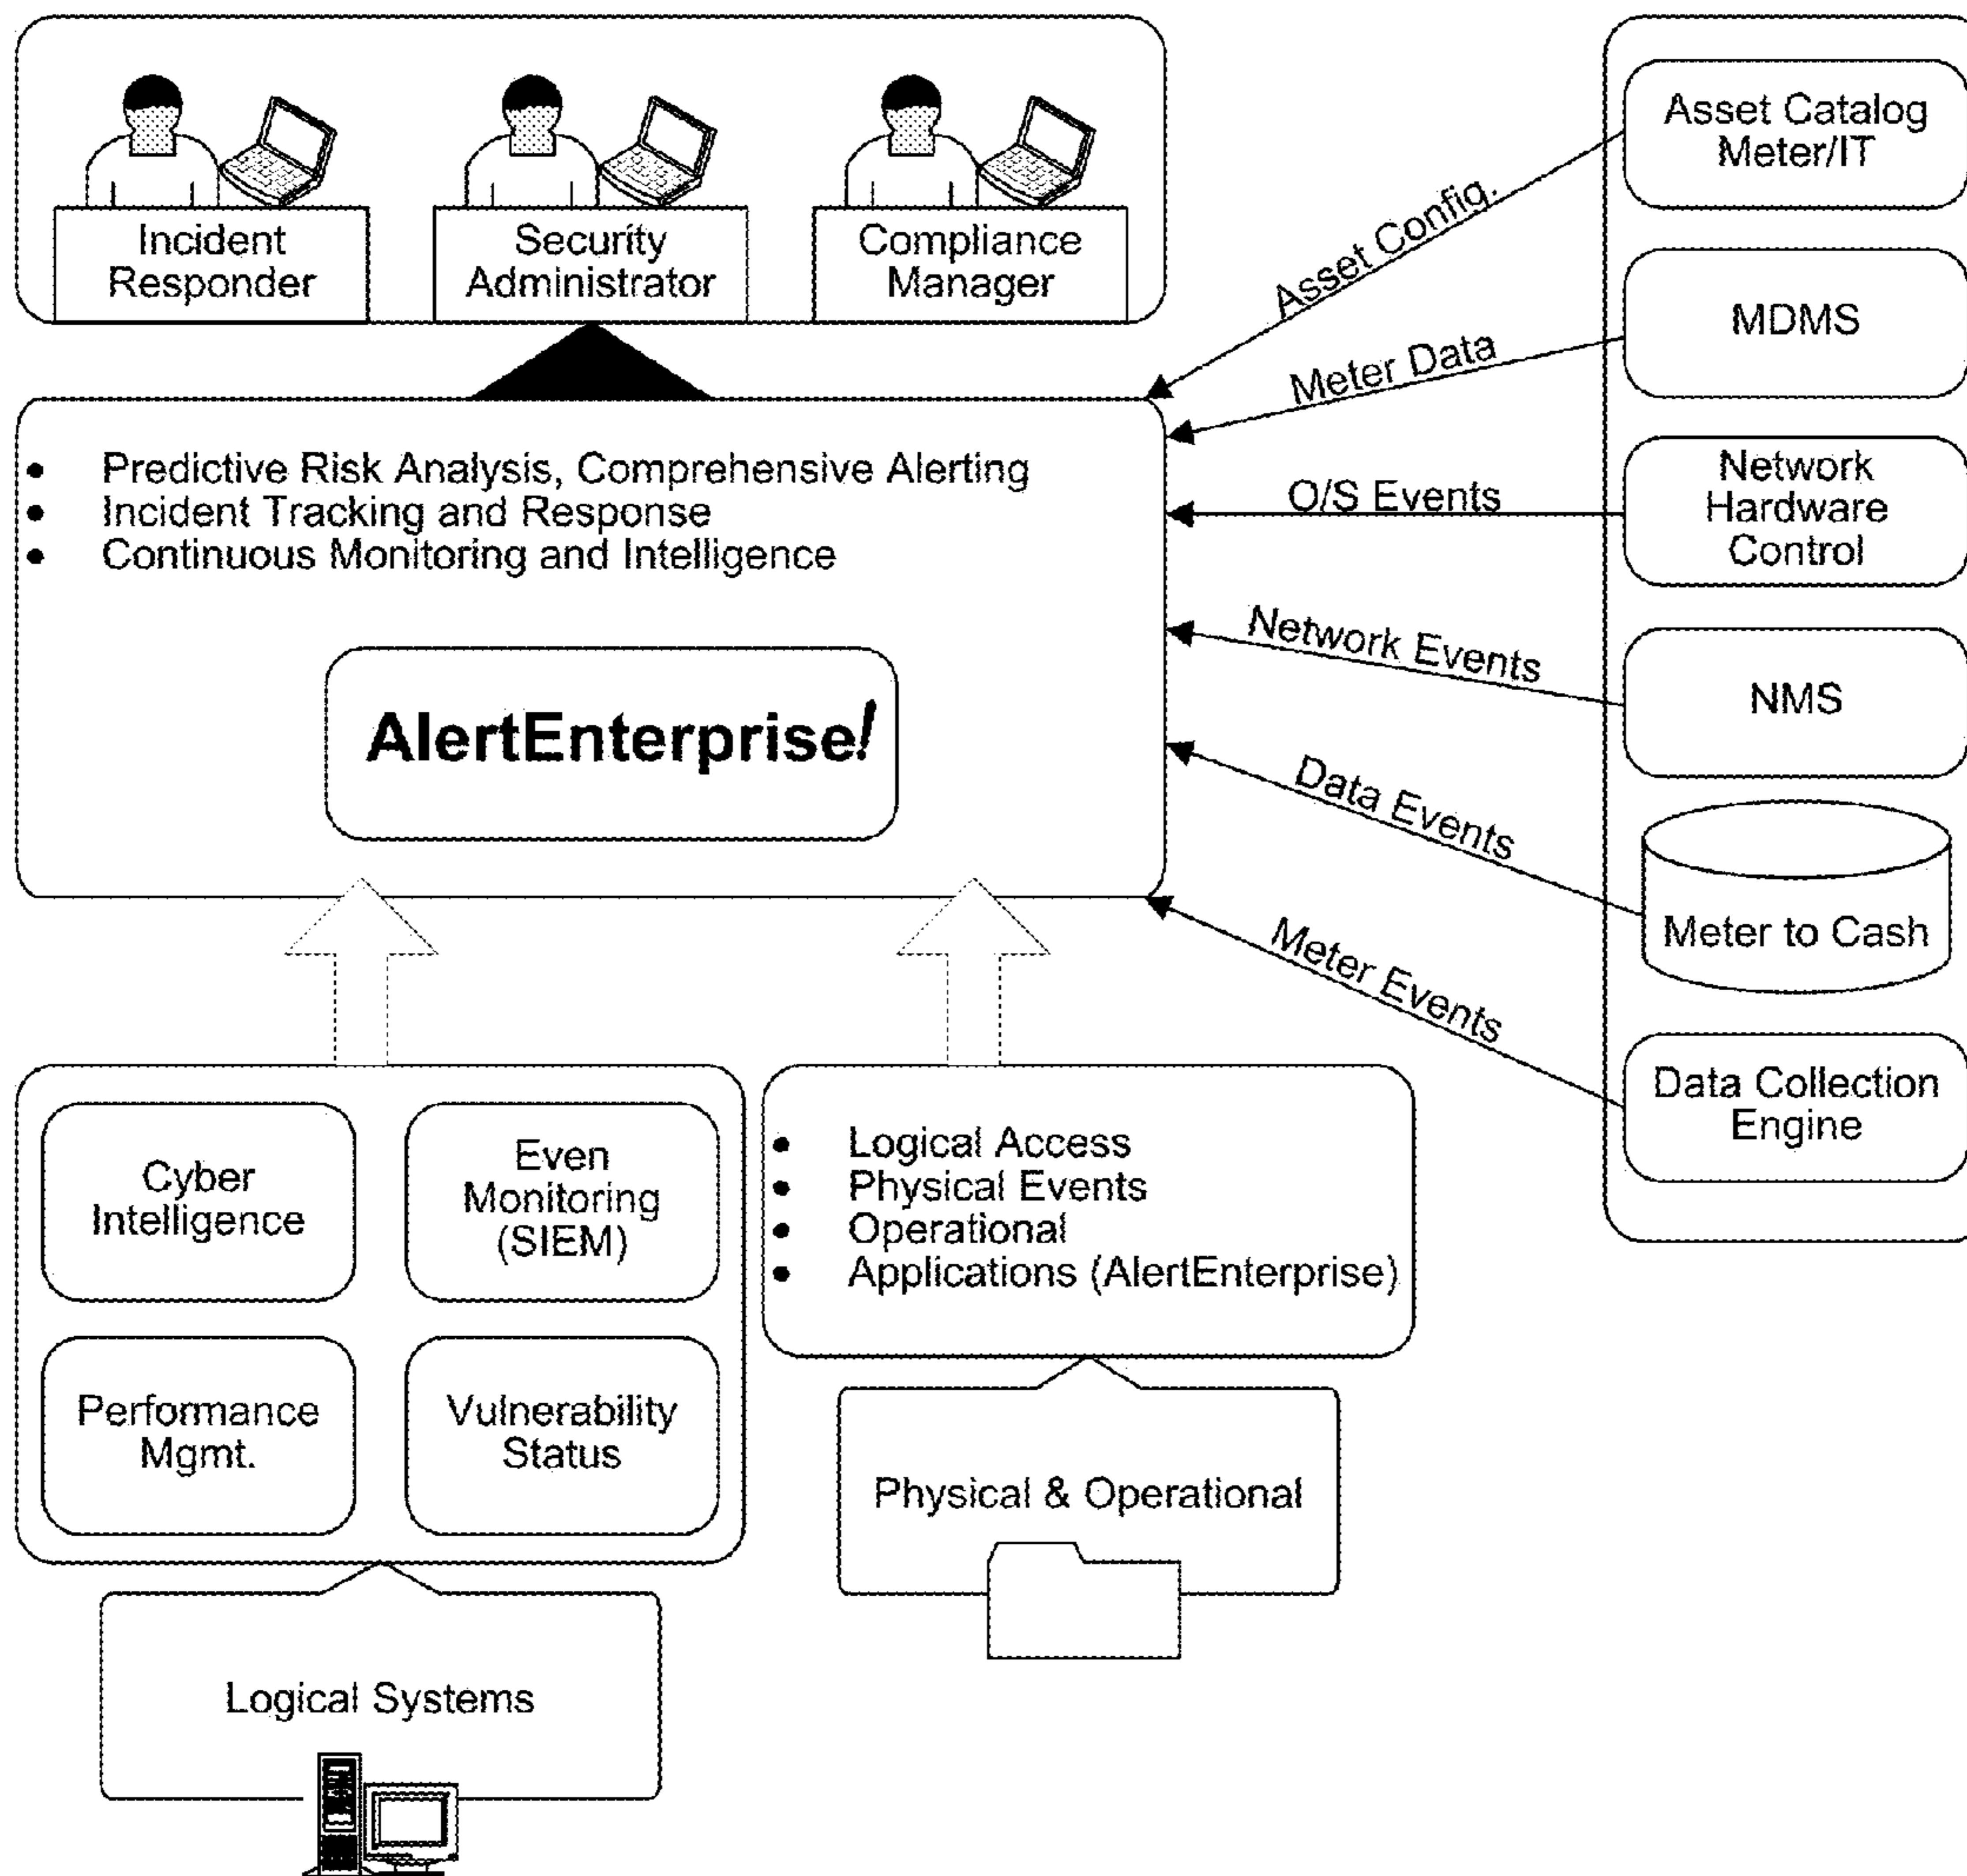 Incident
Responder
Security
Administrator
Compliance
Manager
• Predictive Risk Analysis, Comprehensive Alerting
• Incident Tracking and Response
• Continuous Monitoring and Intelligence
AlertEnterprise!
Asset Config.
Meter Data
O/S Events
Network Events
Data Events
Meter Events
Asset Catalog
Meter/IT
MDMS
Network
Hardware
Control
NMS
Meter to Cash
Data Collection
Engine
Cyber
Intelligence
Even
Monitoring
(SIEM)
Performance
Mgmt.
Vulnerability
Status
• Logical Access
• Physical Events
• Operational
• Applications (AlertEnterprise)
Physical & Operational
Logical Systems